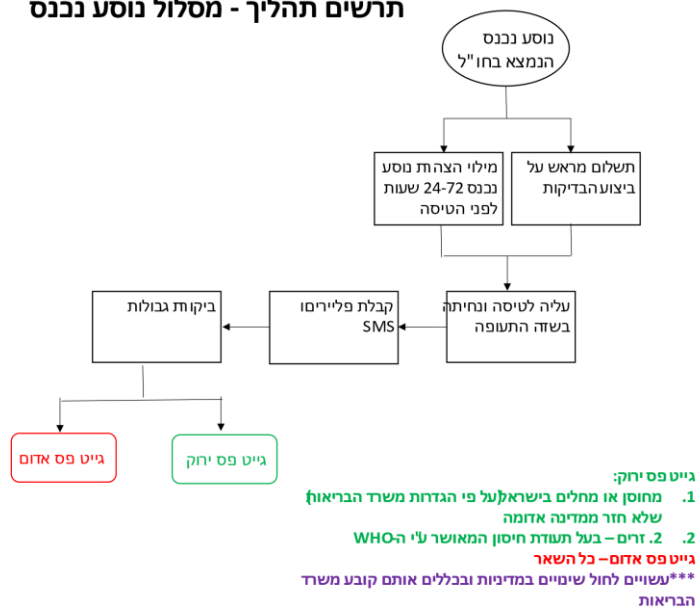 תרשים תהליך - מסלול נוסע נכנס
נוסע נכנס
הנמצא בחו"ל
תשלום מראש על
ביצוע הבדיקות
מילוי הצהרת נוסע
נכנס 24-72 שעות
לפני הטיסה
עליה לטיסה ונחיתה
בשדה התעופה
קבלת פליירים ו
SMS
ביקורת גבולות
גייט פס ירוק
גייט פס אדום
גייט פס ירוק:
1. מחוסן או מחלים בישראל (על פי הגדרות משרד הבריאות)
שלא חזר ממדינה אדומה
2. 2. זרים – בעל תעודת חיסון המאושר ע"י ה-WHO
גייט פס אדום – כל השאר
***עשויים לחול שינויים במדיניות ובכללים אותם קובע משרד
הבריאות